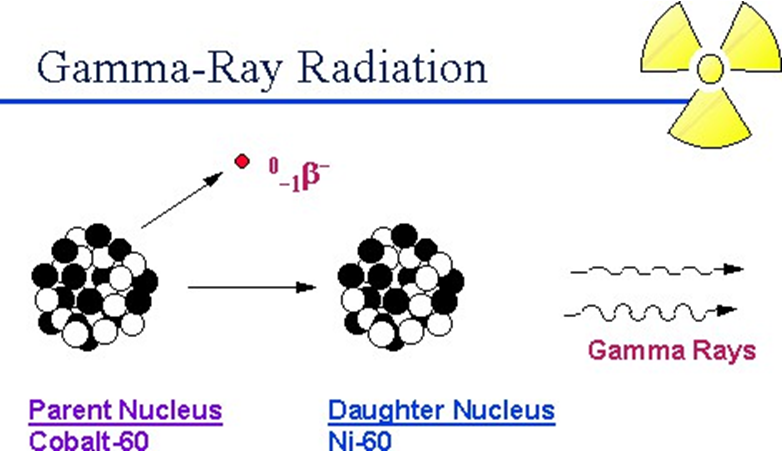 Gamma-Ray Radiation
⁰₋₁β⁻
Gamma Rays
Parent Nucleus
Cobalt-60
Daughter Nucleus
Ni-60